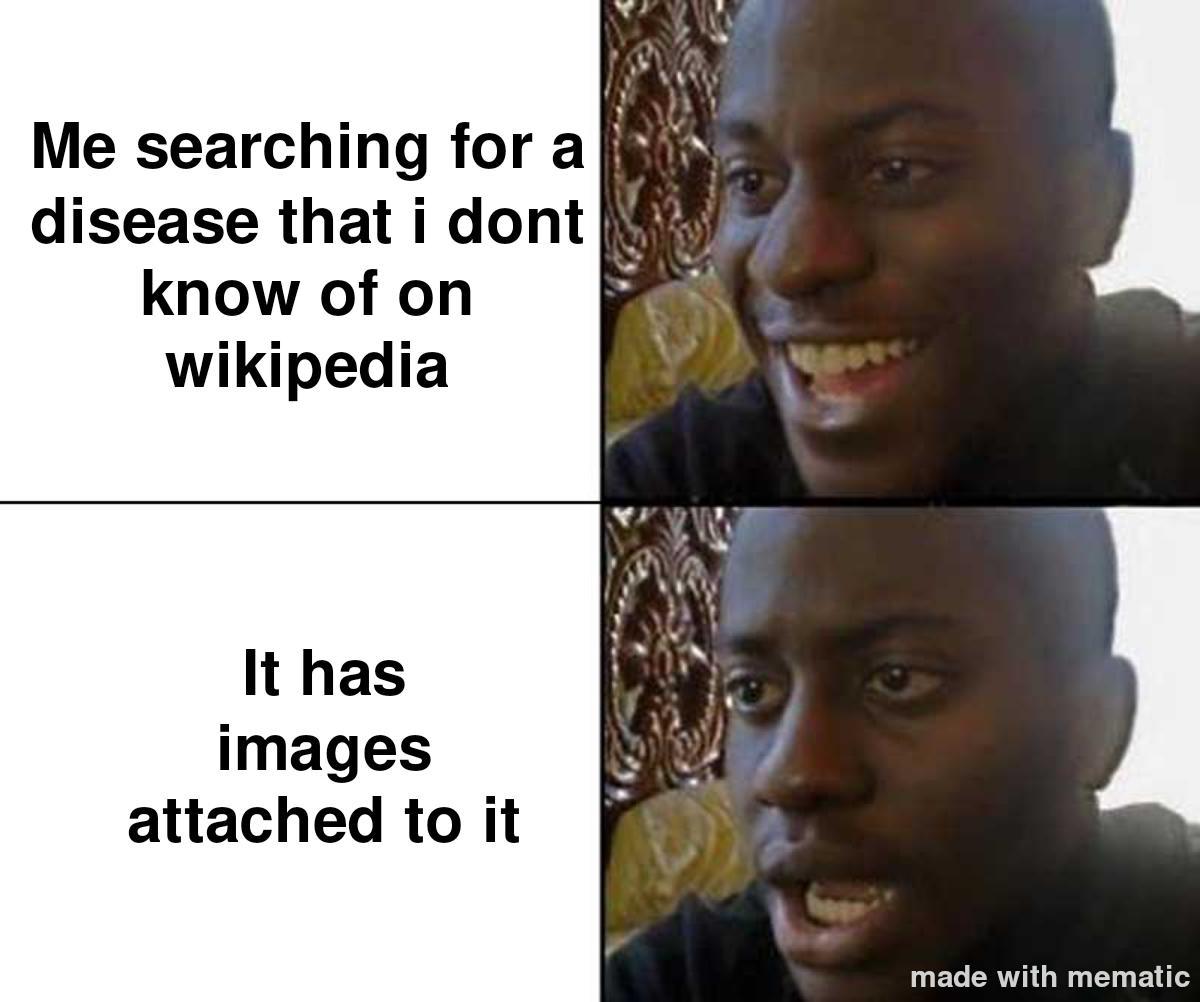 Me searching for a
disease that i dont
know of on
wikipedia
It has
images
attached to it
made with mematic